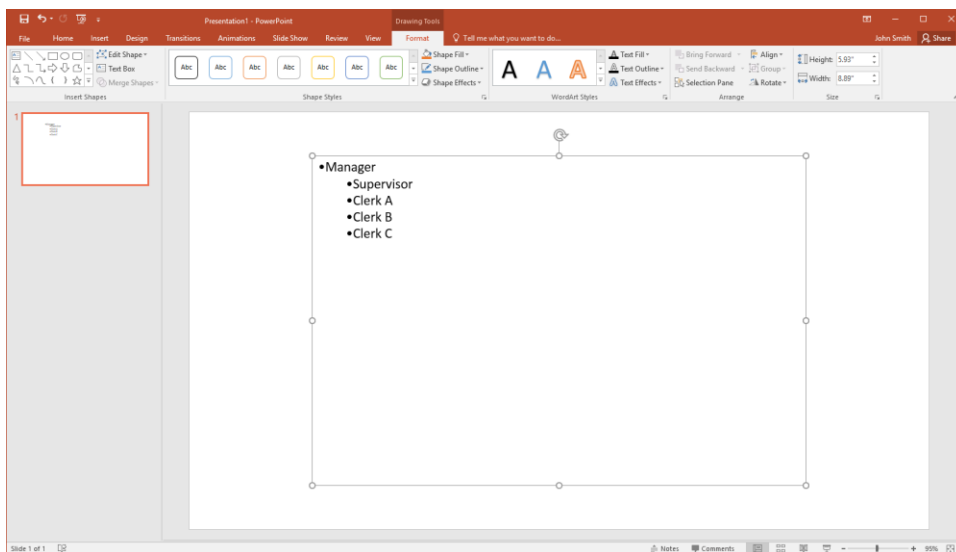 Presentation1 - PowerPoint
Drawing Tools
File Home Insert Design Transitions Animations Slide Show Review View Format Tell me what you want to do... John Smith Share
Edit Shape
Text Box
Merge Shapes
Insert Shapes
Abc Abc Abc Abc Abc Abc Abc
Shape Fill
Shape Outline
Shape Effects
Shape Styles
A A A
Text Fill
Text Outline
Text Effects
WordArt Styles
Bring Forward
Send Backward
Selection Pane
Align
Group
Rotate
Arrange
Height: 5.93"
Width: 8.89"
Size
1
•Manager
•Supervisor
•Clerk A
•Clerk B
•Clerk C
Slide 1 of 1
Notes Comments 95%